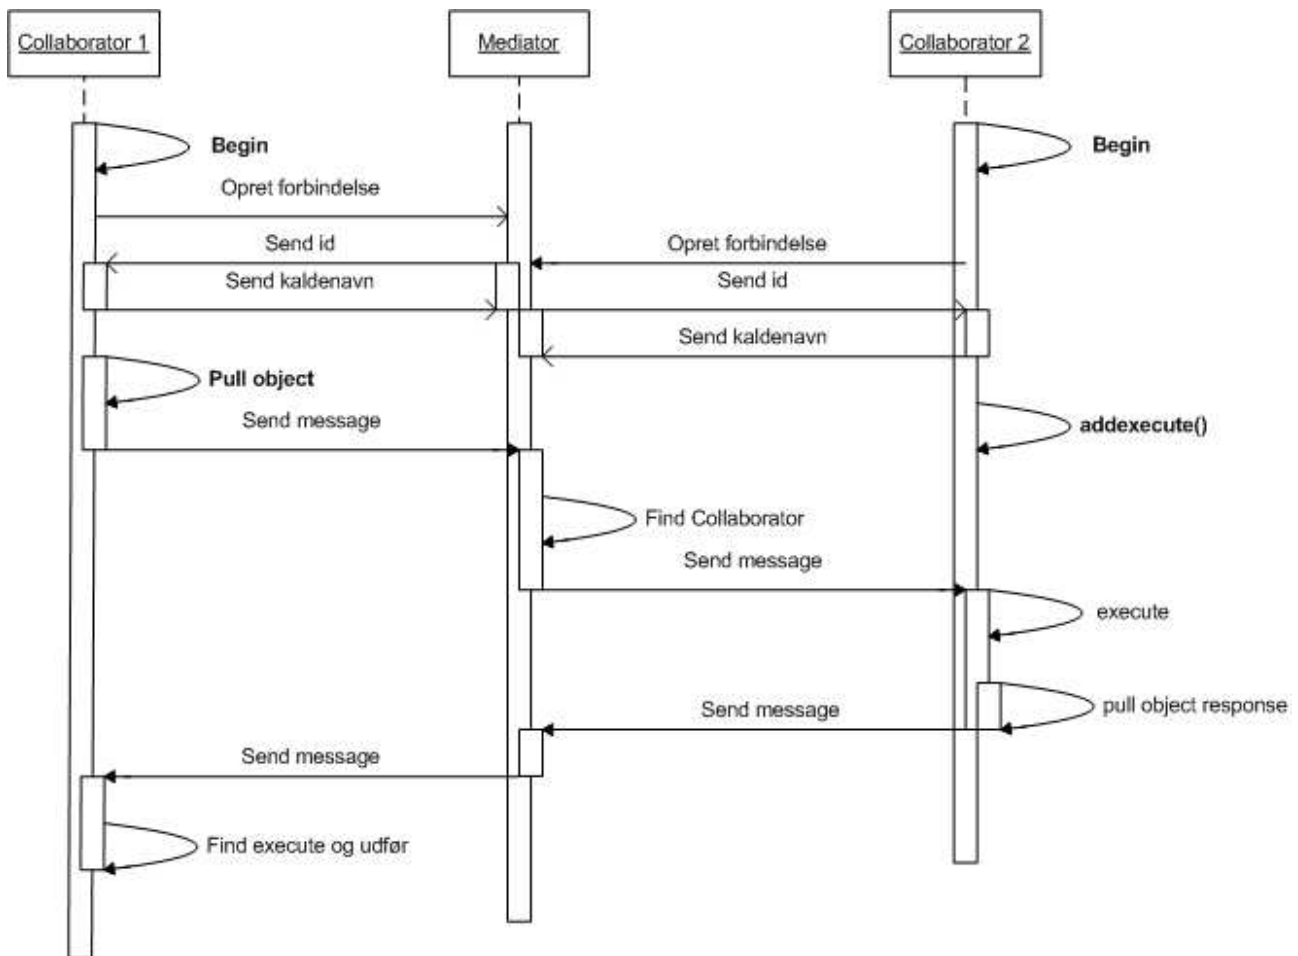 Collaborator 1
Mediator
Collaborator 2
Begin
Begin
Opret forbindelse
Send id
Opret forbindelse
Send kaldenavn
Send id
Send kaldenavn
Pull object
Send message
addexecute()
Find Collaborator
Send message
execute
pull object response
Send message
Send message
Find execute og udfør